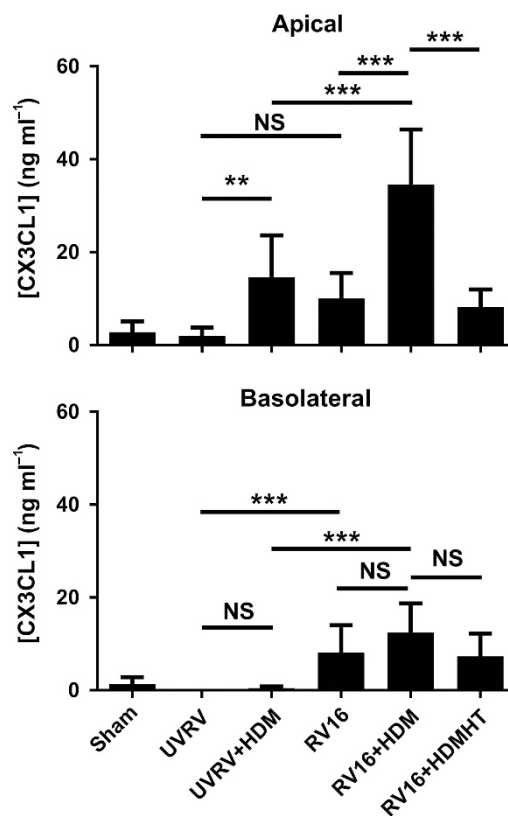 Apical
[CX3CL1] (ng ml⁻¹)
60
40
20
0
***
***
***
NS
**
Basolateral
[CX3CL1] (ng ml⁻¹)
60
40
20
0
***
***
NS
NS
NS
Sham
UVRV
UVRV+HDM
RV16
RV16+HDM
RV16+HDMHT